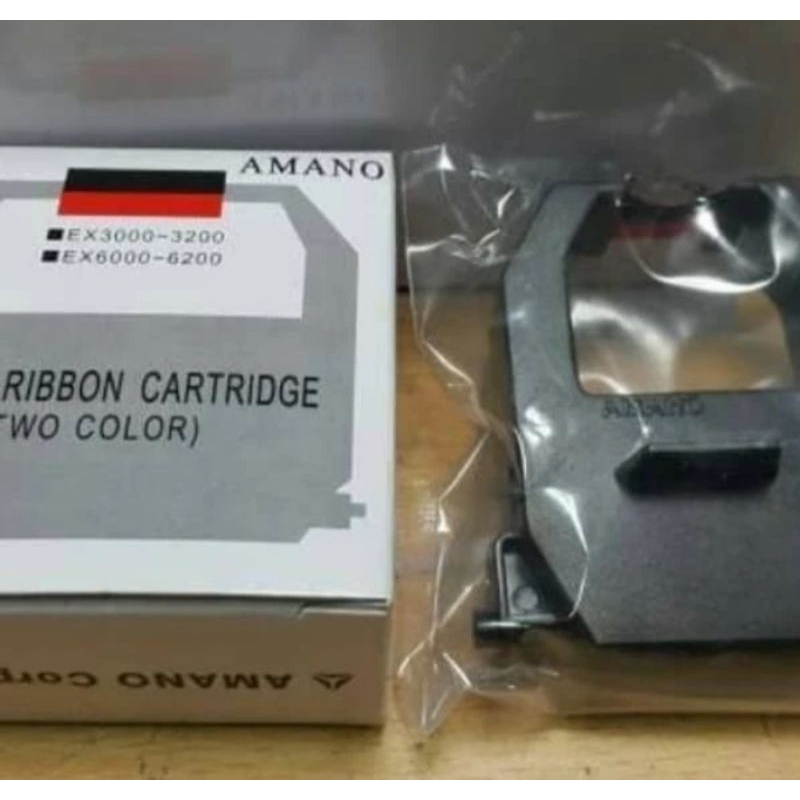 AMANO
■EX3000-3200
■EX6000-6200
RIBBON CARTRIDGE
TWO COLOR)
AMANO Corp
AMANO